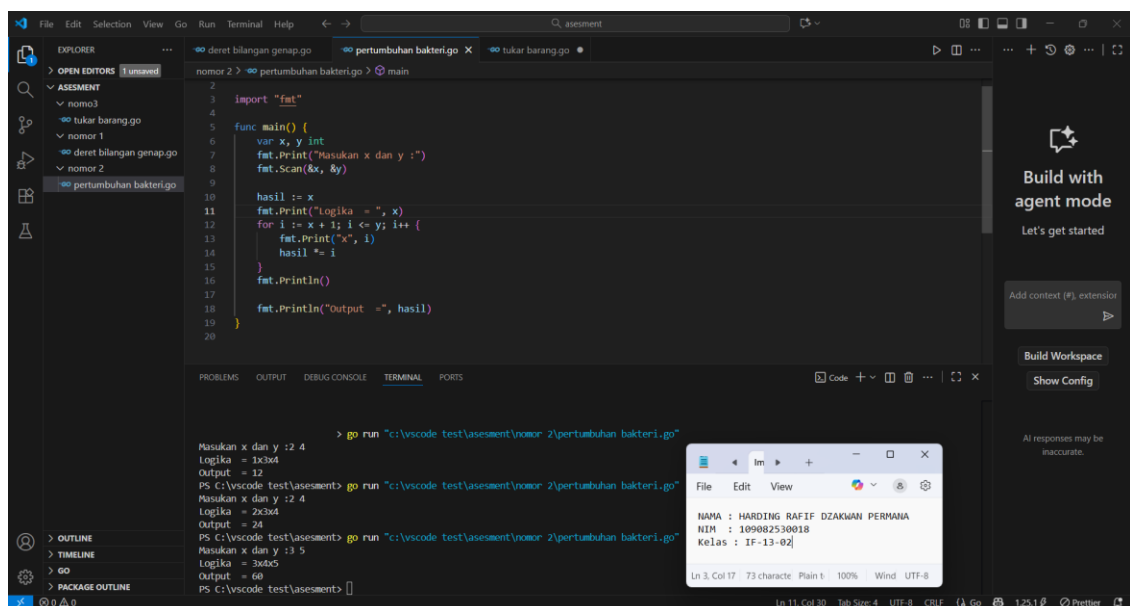 File Edit Selection View Go Run Terminal Help
asesment
EXPLORER
OPEN EDITORS 1 unsaved
ASESMENT
nomo3
tukar barang.go
nomor 1
deret bilangan genap.go
nomor 2
pertumbuhan bakteri.go
deret bilangan genap.go pertumbuhan bakteri.go tukar barang.go
nomor 2 > pertumbuhan bakteri.go > main
2
3 import "fmt"
4
5 func main() {
6 var x, y int
7 fmt.Print("Masukan x dan y :")
8 fmt.Scan(&x, &y)
9
10 hasil := x
11 fmt.Print("Logika = ", x)
12 for i := x + 1; i <= y; i++ {
13 fmt.Print("x", i)
14 hasil *= i
15 }
16 fmt.Println()
17
18 fmt.Println("Output =", hasil)
19 }
20
PROBLEMS OUTPUT DEBUG CONSOLE TERMINAL PORTS
Code
> go run "c:\vscode test\asesment\nomor 2\pertumbuhan bakteri.go"
Masukan x dan y :2 4
Logika = 1x3x4
Output = 12
PS C:\vscode test\asesment> go run "c:\vscode test\asesment\nomor 2\pertumbuhan bakteri.go"
Masukan x dan y :2 4
Logika = 2x3x4
Output = 24
PS C:\vscode test\asesment> go run "c:\vscode test\asesment\nomor 2\pertumbuhan bakteri.go"
Masukan x dan y :3 5
Logika = 3x4x5
Output = 60
PS C:\vscode test\asesment>
Im
File Edit View
NAMA : HARDING RAFIF DZAKWAN PERMANA
NIM : 109082530018
Kelas : IF-13-02
Ln 3, Col 17 73 characte Plain t 100% Wind UTF-8
Build with
agent mode
Let's get started
Add context (#), extension
Build Workspace
Show Config
AI responses may be
inaccurate.
OUTLINE
TIMELINE
GO
PACKAGE OUTLINE
0 0
Ln 11, Col 30 Tab Size: 4 UTF-8 CRLF Go 1.25.1 Prettier